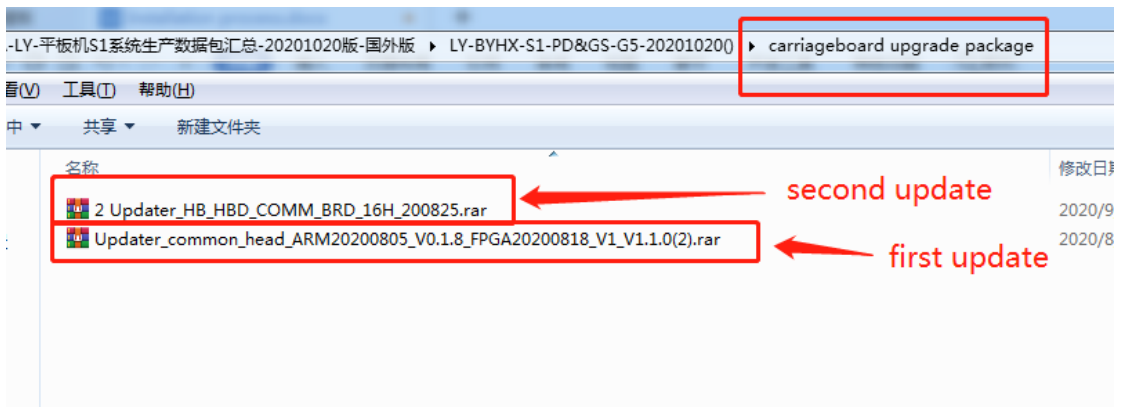 .-LY-平板机S1系统生产数据包汇总-20201020版-国外版 ▸ LY-BYHX-S1-PD&GS-G5-20201020() ▸ carriageboard upgrade package
看(V) 工具(T) 帮助(H)
中 ▼ 共享 ▼ 新建文件夹
名称 修改日期
second update
2 Updater_HB_HBD_COMM_BRD_16H_200825.rar 2020/9
Updater_common_head_ARM20200805_V0.1.8_FPGA20200818_V1_V1.1.0(2).rar 2020/8
first update